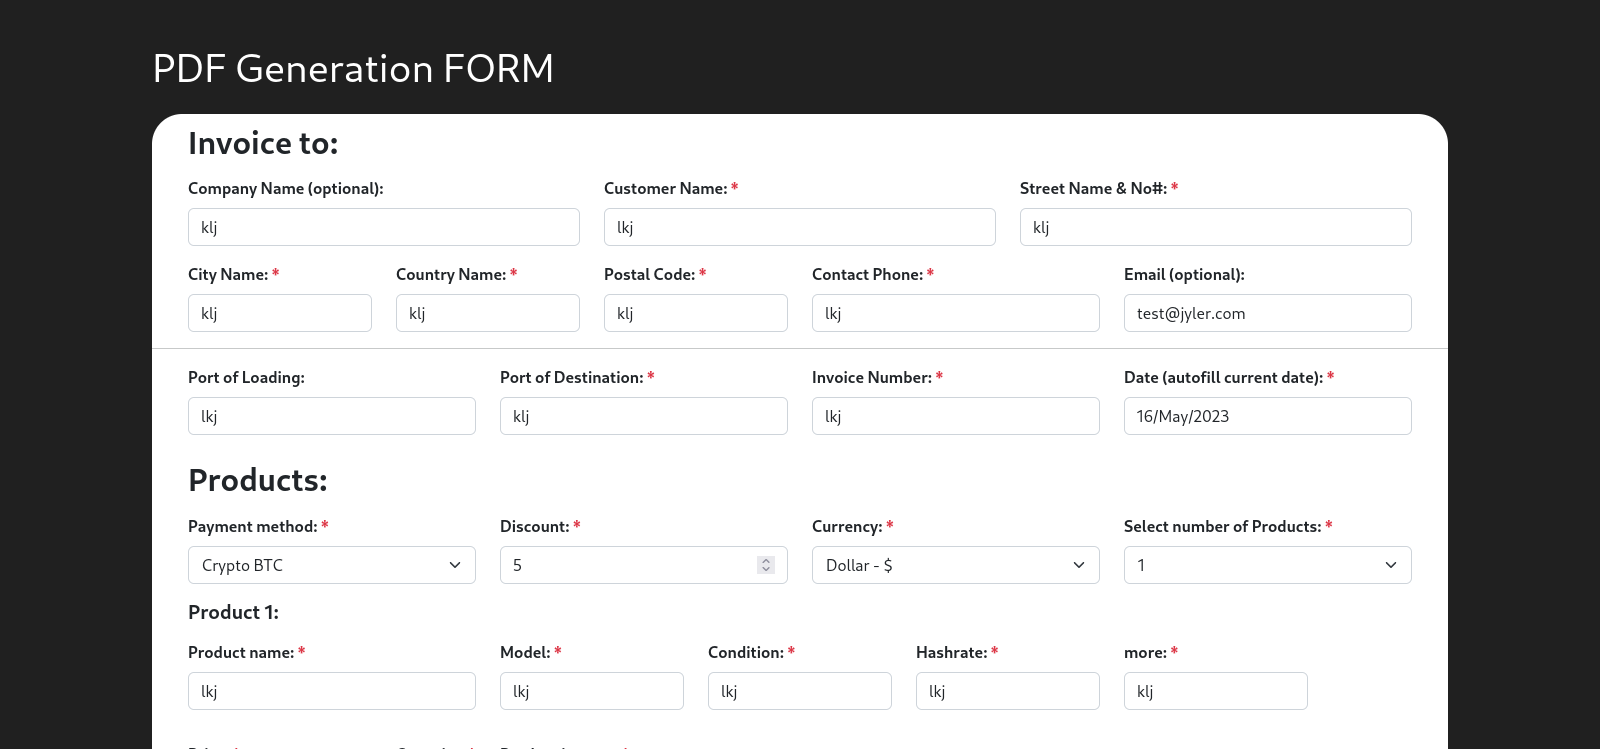 PDF Generation FORM
Invoice to:
Company Name (optional): Customer Name: * Street Name & No#: *
klj lkj klj
City Name: * Country Name: * Postal Code: * Contact Phone: * Email (optional):
klj klj klj lkj test@jyler.com
Port of Loading: Port of Destination: * Invoice Number: * Date (autofill current date): *
lkj klj lkj 16/May/2023
Products:
Payment method: * Discount: * Currency: * Select number of Products: *
Crypto BTC 5 Dollar - $ 1
Product 1:
Product name: * Model: * Condition: * Hashrate: * more: *
lkj lkj lkj lkj klj